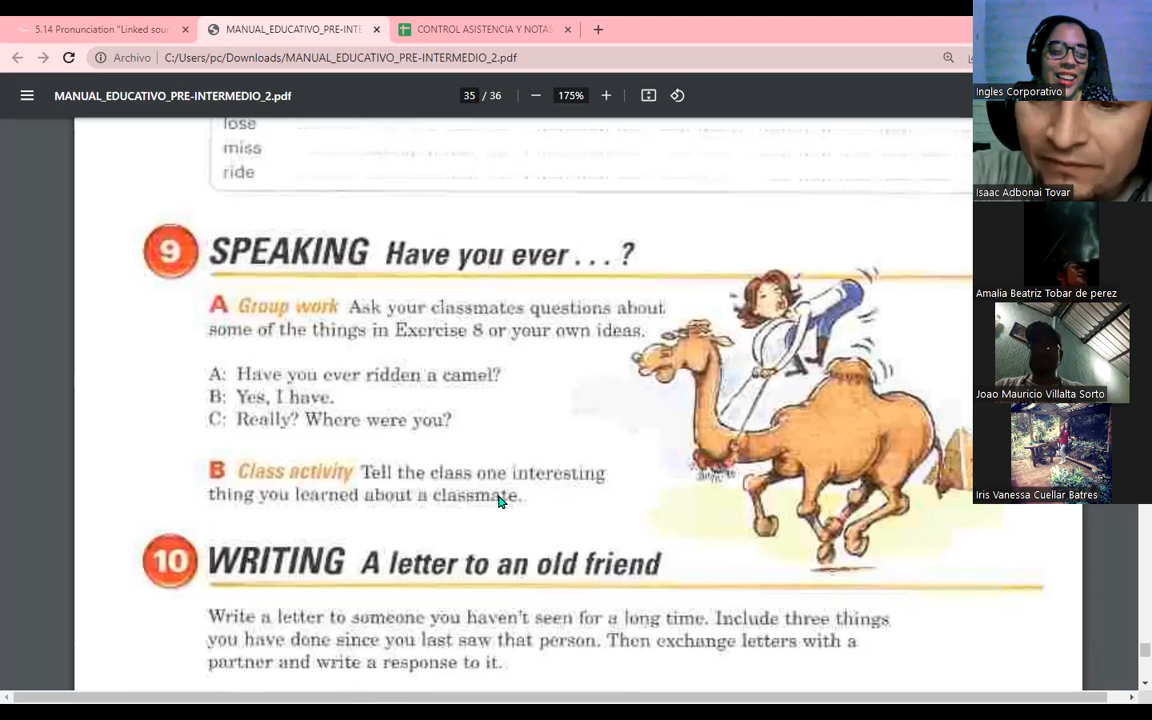 5.14 Pronunciation "Linked sour
MANUAL_EDUCATIVO_PRE-INTE
CONTROL ASISTENCIA Y NOTAS
Archivo
C:/Users/pc/Downloads/MANUAL_EDUCATIVO_PRE-INTERMEDIO_2.pdf
MANUAL_EDUCATIVO_PRE-INTERMEDIO_2.pdf
35 / 36
175%
lose
miss
ride
9 SPEAKING Have you ever . . . ?
A Group work Ask your classmates questions about
some of the things in Exercise 8 or your own ideas.
A: Have you ever ridden a camel?
B: Yes, I have.
C: Really? Where were you?
B Class activity Tell the class one interesting
thing you learned about a classmate.
10 WRITING A letter to an old friend
Write a letter to someone you haven't seen for a long time. Include three things
you have done since you last saw that person. Then exchange letters with a
partner and write a response to it.
Ingles Corporativo
Isaac Adbonai Tovar
Amalia Beatriz Tobar de perez
Joao Mauricio Villalta Sorto
Iris Vanessa Cuellar Batres